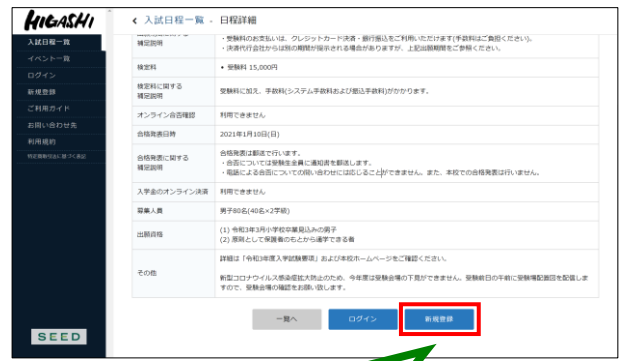 HIGASHI
入試日程一覧
イベント一覧
ログイン
新規登録
ご利用ガイド
お問い合わせ先
利用規約
特定商取引法に基づく表記
SEED
‹ 入試日程一覧 - 日程詳細
補足説明
・受験料のお支払いは、クレジットカード決済・銀行振込をご利用いただけます(手数料はご負担ください)。
・決済代行会社からは別の期間が提示される場合がありますが、上記出願期間をご参照ください。
検定料
• 受験料 15,000円
検定料に関する
補足説明
受験料に加え、手数料(システム手数料および振込手数料)がかかります。
オンライン合否確認
利用できません
合格発表日時
2021年1月10日(日)
合格発表に関する
補足説明
合格発表は郵送で行います。
・合否については受験生全員に通知書を郵送します。
・電話による合否についての問い合わせには応じることができません。また、本校での合格発表は行いません。
入学金のオンライン決済
利用できません
募集人員
男子80名(40名×2学級)
出願資格
(1) 令和3年3月小学校卒業見込みの男子
(2) 原則として保護者のもとから通学できる者
その他
詳細は「令和3年度入学試験要項」および本校ホームページをご確認ください。
新型コロナウイルス感染症拡大防止のため、今年度は受験会場の下見ができません。受験前日の午前に受験場配置図を配信しま
すので、受験会場の確認をお願い致します。
一覧へ
ログイン
新規登録